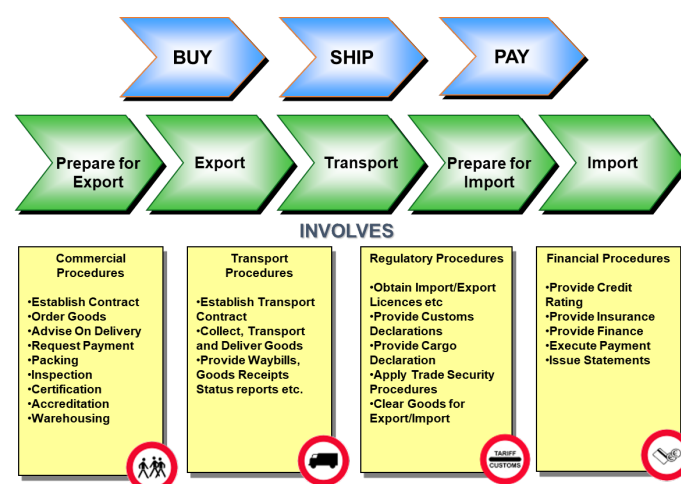 BUY
SHIP
PAY
Prepare for
Export
Export
Transport
Prepare for
Import
Import
INVOLVES
Commercial
Procedures
•Establish Contract
•Order Goods
•Advise On Delivery
•Request Payment
•Packing
•Inspection
•Certification
•Accreditation
•Warehousing
Transport
Procedures
•Establish Transport
Contract
•Collect, Transport
and Deliver Goods
•Provide Waybills,
Goods Receipts
Status reports etc.
Regulatory Procedures
•Obtain Import/Export
Licences etc
•Provide Customs
Declarations
•Provide Cargo
Declaration
•Apply Trade Security
Procedures
•Clear Goods for
Export/Import
TARIFF
CUSTOMS
Financial Procedures
•Provide Credit
Rating
•Provide Insurance
•Provide Finance
•Execute Payment
•Issue Statements